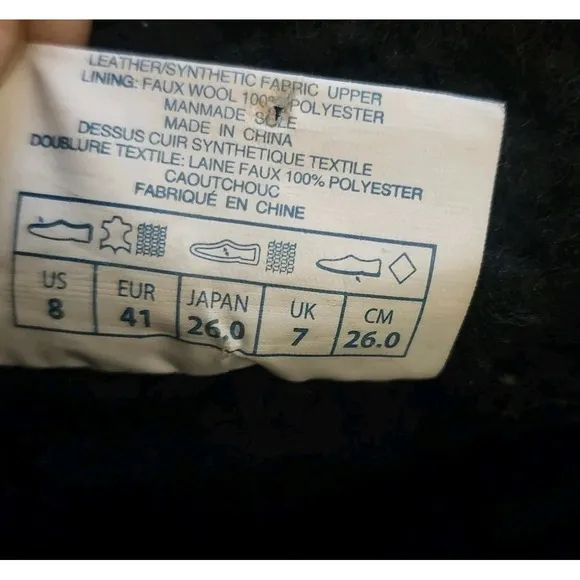 LEATHER/SYNTHETIC FABRIC UPPER
LINING: FAUX WOOL 100% POLYESTER
MANMADE SOLE
MADE IN CHINA
DESSUS CUIR SYNTHETIQUE TEXTILE
DOUBLURE TEXTILE: LAINE FAUX 100% POLYESTER
CAOUTCHOUC
FABRIQUÉ EN CHINE
US EUR JAPAN UK CM
8 41 26.0 7 26.0